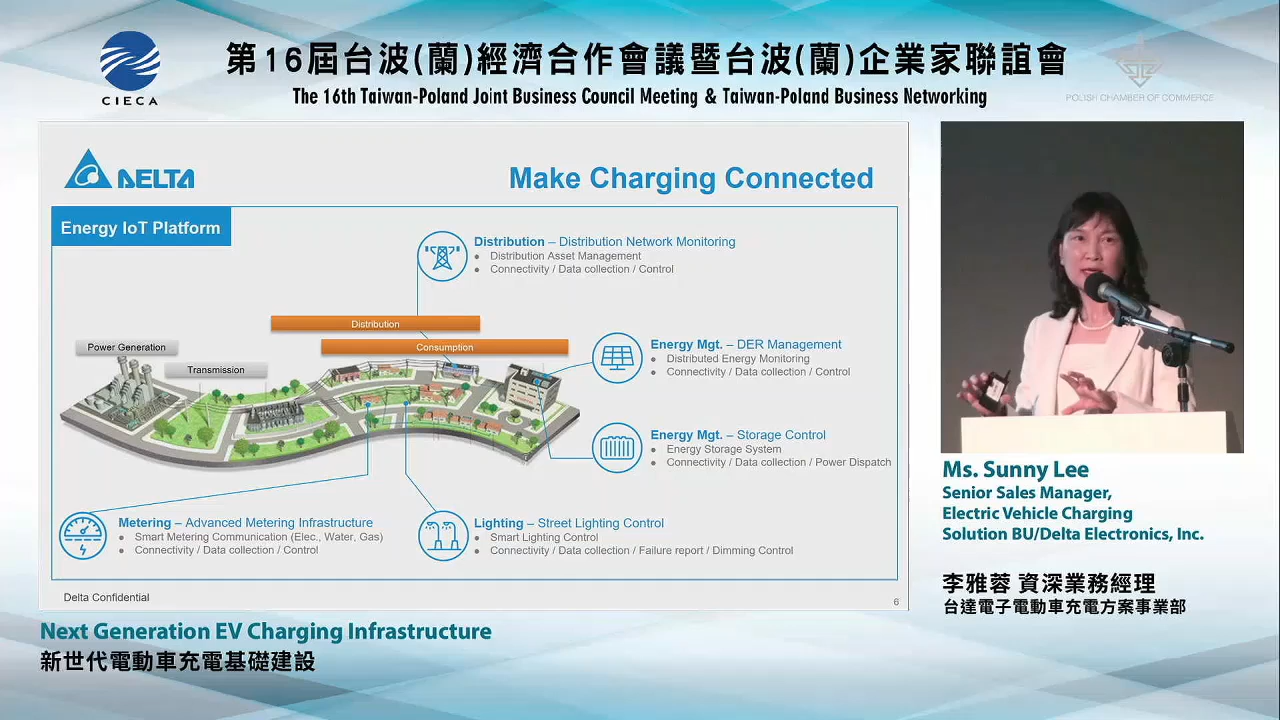 CIECA
第16屆台波(蘭)經濟合作會議暨台波(蘭)企業家聯誼會
The 16th Taiwan-Poland Joint Business Council Meeting & Taiwan-Poland Business Networking
POLISH CHAMBER OF COMMERCE
DELTA
Make Charging Connected
Energy IoT Platform
Distribution – Distribution Network Monitoring
● Distribution Asset Management
● Connectivity / Data collection / Control
Distribution
Power Generation
Consumption
Transmission
Energy Mgt. – DER Management
● Distributed Energy Monitoring
● Connectivity / Data collection / Control
Energy Mgt. – Storage Control
● Energy Storage System
● Connectivity / Data collection / Power Dispatch
Metering – Advanced Metering Infrastructure
● Smart Metering Communication (Elec., Water, Gas)
● Connectivity / Data collection / Control
Lighting – Street Lighting Control
● Smart Lighting Control
● Connectivity / Data collection / Failure report / Dimming Control
Delta Confidential
6
Ms. Sunny Lee
Senior Sales Manager,
Electric Vehicle Charging
Solution BU/Delta Electronics, Inc.
李雅蓉 資深業務經理
台達電子電動車充電方案事業部
Next Generation EV Charging Infrastructure
新世代電動車充電基礎建設